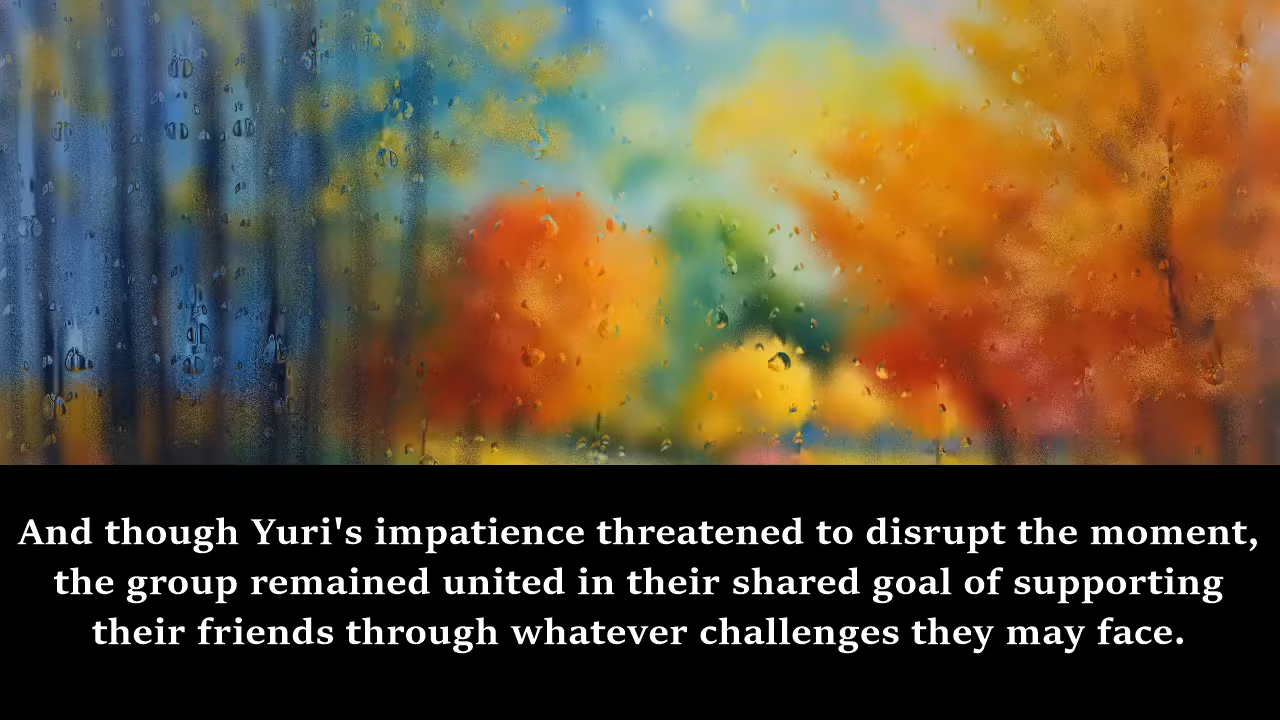 And though Yuri's impatience threatened to disrupt the moment,
the group remained united in their shared goal of supporting
their friends through whatever challenges they may face.